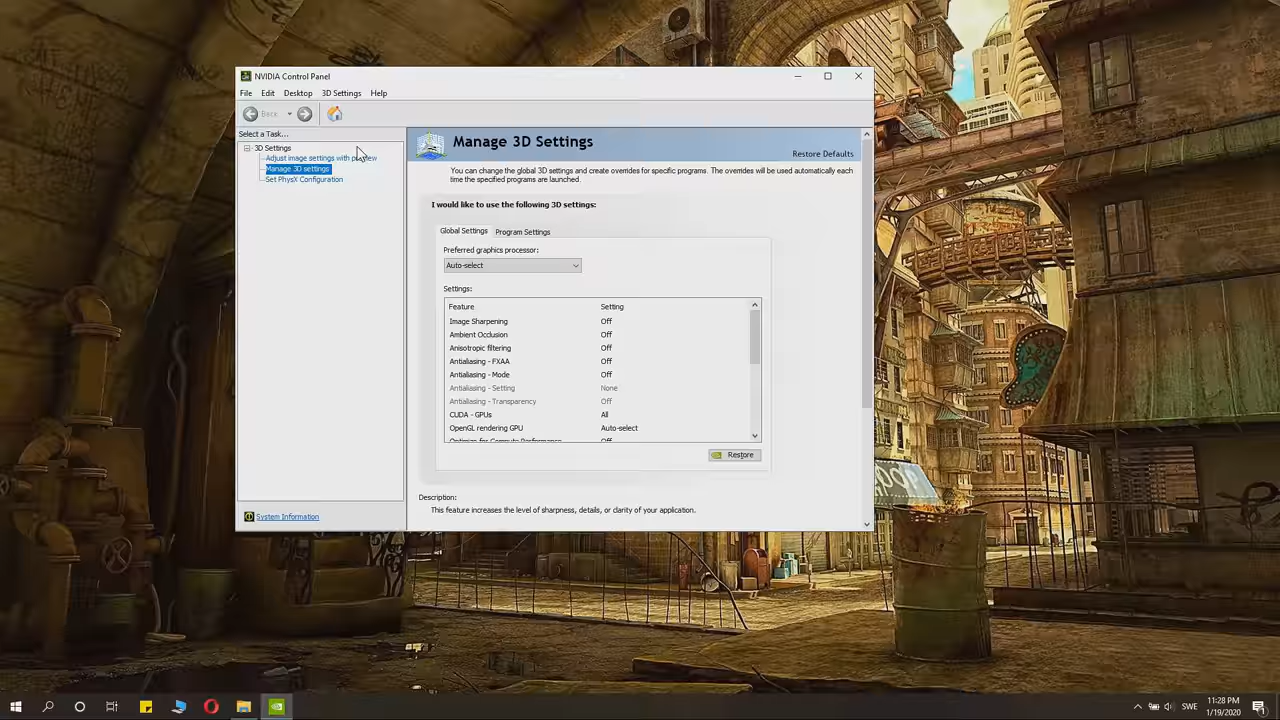 NVIDIA Control Panel
File Edit Desktop 3D Settings Help
Back
Select a Task...
3D Settings
Adjust image settings with preview
Manage 3D settings
Set PhysX Configuration
System Information
Manage 3D Settings
Restore Defaults
You can change the global 3D settings and create overrides for specific programs. The overrides will be used automatically each
time the specified programs are launched.
I would like to use the following 3D settings:
Global Settings Program Settings
Preferred graphics processor:
Auto-select
Settings:
Feature Setting
Image Sharpening Off
Ambient Occlusion Off
Anisotropic filtering Off
Antialiasing - FXAA Off
Antialiasing - Mode Off
Antialiasing - Setting None
Antialiasing - Transparency Off
CUDA - GPUs All
OpenGL rendering GPU Auto-select
Optimize for Compute Performance Off
Restore
Description:
This feature increases the level of sharpness, details, or clarity of your application.
SWE
11:28 PM
1/19/2020